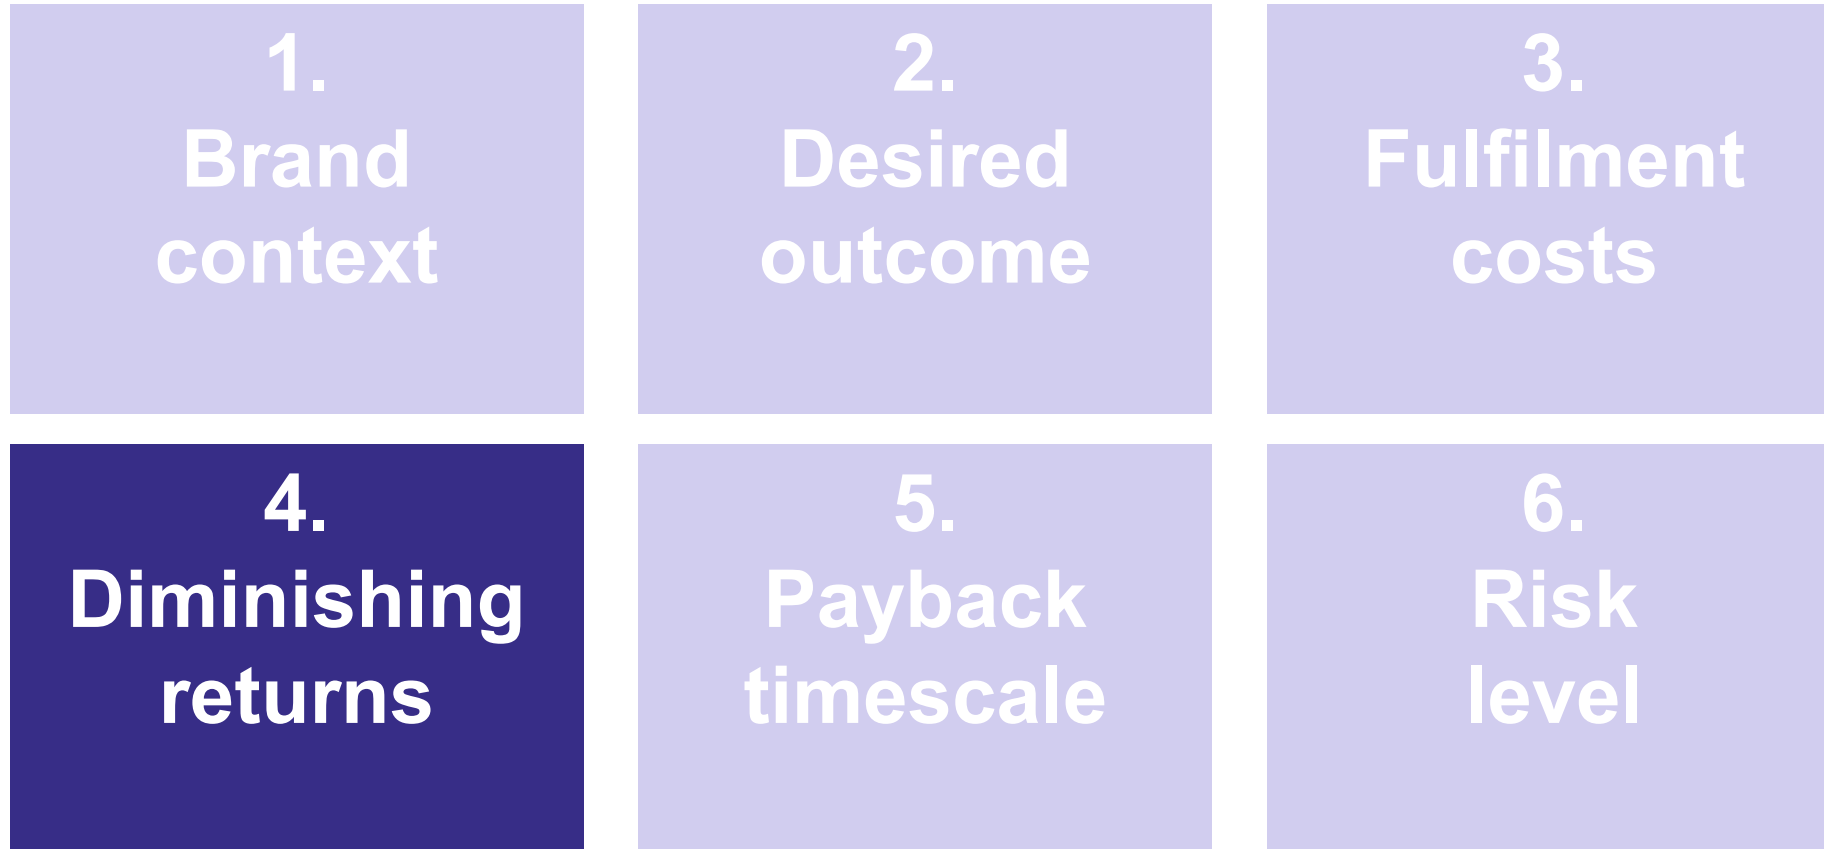 1.
Brand
context
2.
Desired
outcome
3.
Fulfilment
costs
4.
Diminishing
returns
5.
Payback
timescale
6.
Risk
level